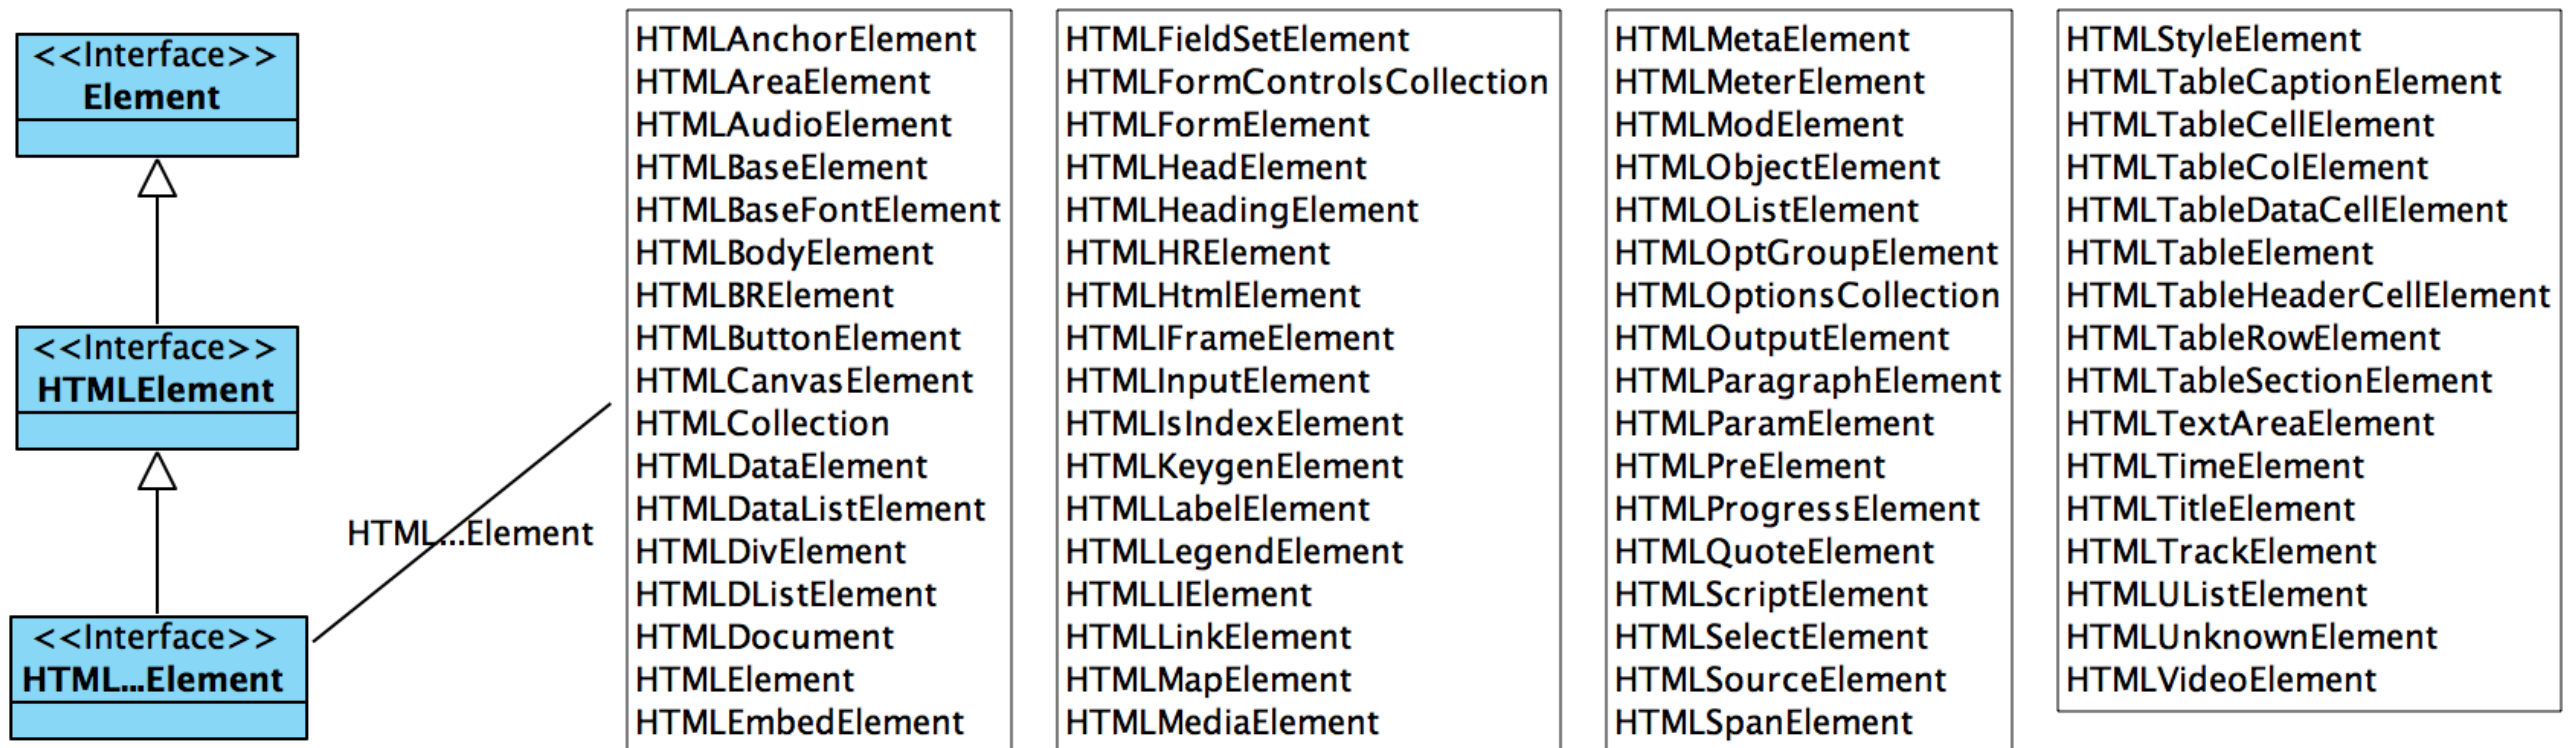 <<Interface>>
Element
<<Interface>>
HTMLElement
<<Interface>>
HTML...Element
HTML...Element
HTMLAnchorElement
HTMLAreaElement
HTMLAudioElement
HTMLBaseElement
HTMLBaseFontElement
HTMLBodyElement
HTMLBRElement
HTMLButtonElement
HTMLCanvasElement
HTMLCollection
HTMLDataElement
HTMLDataListElement
HTMLDivElement
HTMLDListElement
HTMLDocument
HTMLElement
HTMLEmbedElement
HTMLFieldSetElement
HTMLFormControlsCollection
HTMLFormElement
HTMLHeadElement
HTMLHeadingElement
HTMLHRElement
HTMLHtmlElement
HTMLIFrameElement
HTMLInputElement
HTMLIsIndexElement
HTMLKeygenElement
HTMLLabelElement
HTMLLegendElement
HTMLLIElement
HTMLLinkElement
HTMLMapElement
HTMLMediaElement
HTMLMetaElement
HTMLMeterElement
HTMLModElement
HTMLObjectElement
HTMLOListElement
HTMLOptGroupElement
HTMLOptionsCollection
HTMLOutputElement
HTMLParagraphElement
HTMLParamElement
HTMLPreElement
HTMLProgressElement
HTMLQuoteElement
HTMLScriptElement
HTMLSelectElement
HTMLSourceElement
HTMLSpanElement
HTMLStyleElement
HTMLTableCaptionElement
HTMLTableCellElement
HTMLTableColElement
HTMLTableDataCellElement
HTMLTableElement
HTMLTableHeaderCellElement
HTMLTableRowElement
HTMLTableSectionElement
HTMLTextAreaElement
HTMLTimeElement
HTMLTitleElement
HTMLTrackElement
HTMLUListElement
HTMLUnknownElement
HTMLVideoElement